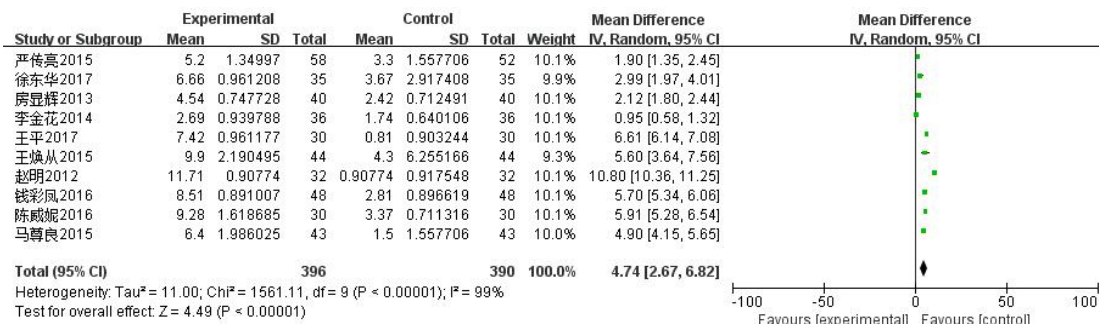 Experimental Control Mean Difference Mean Difference
Study or Subgroup Mean SD Total Mean SD Total Weight IV, Random, 95% CI IV, Random, 95% CI
严传亮2015 5.2 1.34997 58 3.3 1.557706 52 10.1% 1.90 [1.35, 2.45]
徐东华2017 6.66 0.961208 35 3.67 2.917408 35 9.9% 2.99 [1.97, 4.01]
房显辉2013 4.54 0.747728 40 2.42 0.712491 40 10.1% 2.12 [1.80, 2.44]
李金花2014 2.69 0.939788 36 1.74 0.640106 36 10.1% 0.95 [0.58, 1.32]
王平2017 7.42 0.961177 30 0.81 0.903244 30 10.1% 6.61 [6.14, 7.08]
王焕从2015 9.9 2.190495 44 4.3 6.255166 44 9.3% 5.60 [3.64, 7.56]
赵明2012 11.71 0.90774 32 0.90774 0.917548 32 10.1% 10.80 [10.36, 11.25]
钱彩凤2016 8.51 0.891007 48 2.81 0.896619 48 10.1% 5.70 [5.34, 6.06]
陈威妮2016 9.28 1.618685 30 3.37 0.711316 30 10.1% 5.91 [5.28, 6.54]
马尊良2015 6.4 1.986025 43 1.5 1.557706 43 10.0% 4.90 [4.15, 5.65]
Total (95% CI) 396 390 100.0% 4.74 [2.67, 6.82]
Heterogeneity: Tau² = 11.00; Chi² = 1561.11, df = 9 (P < 0.00001); I² = 99%
Test for overall effect: Z = 4.49 (P < 0.00001)
-100 -50 0 50 100
Favours [experimental] Favours [control]